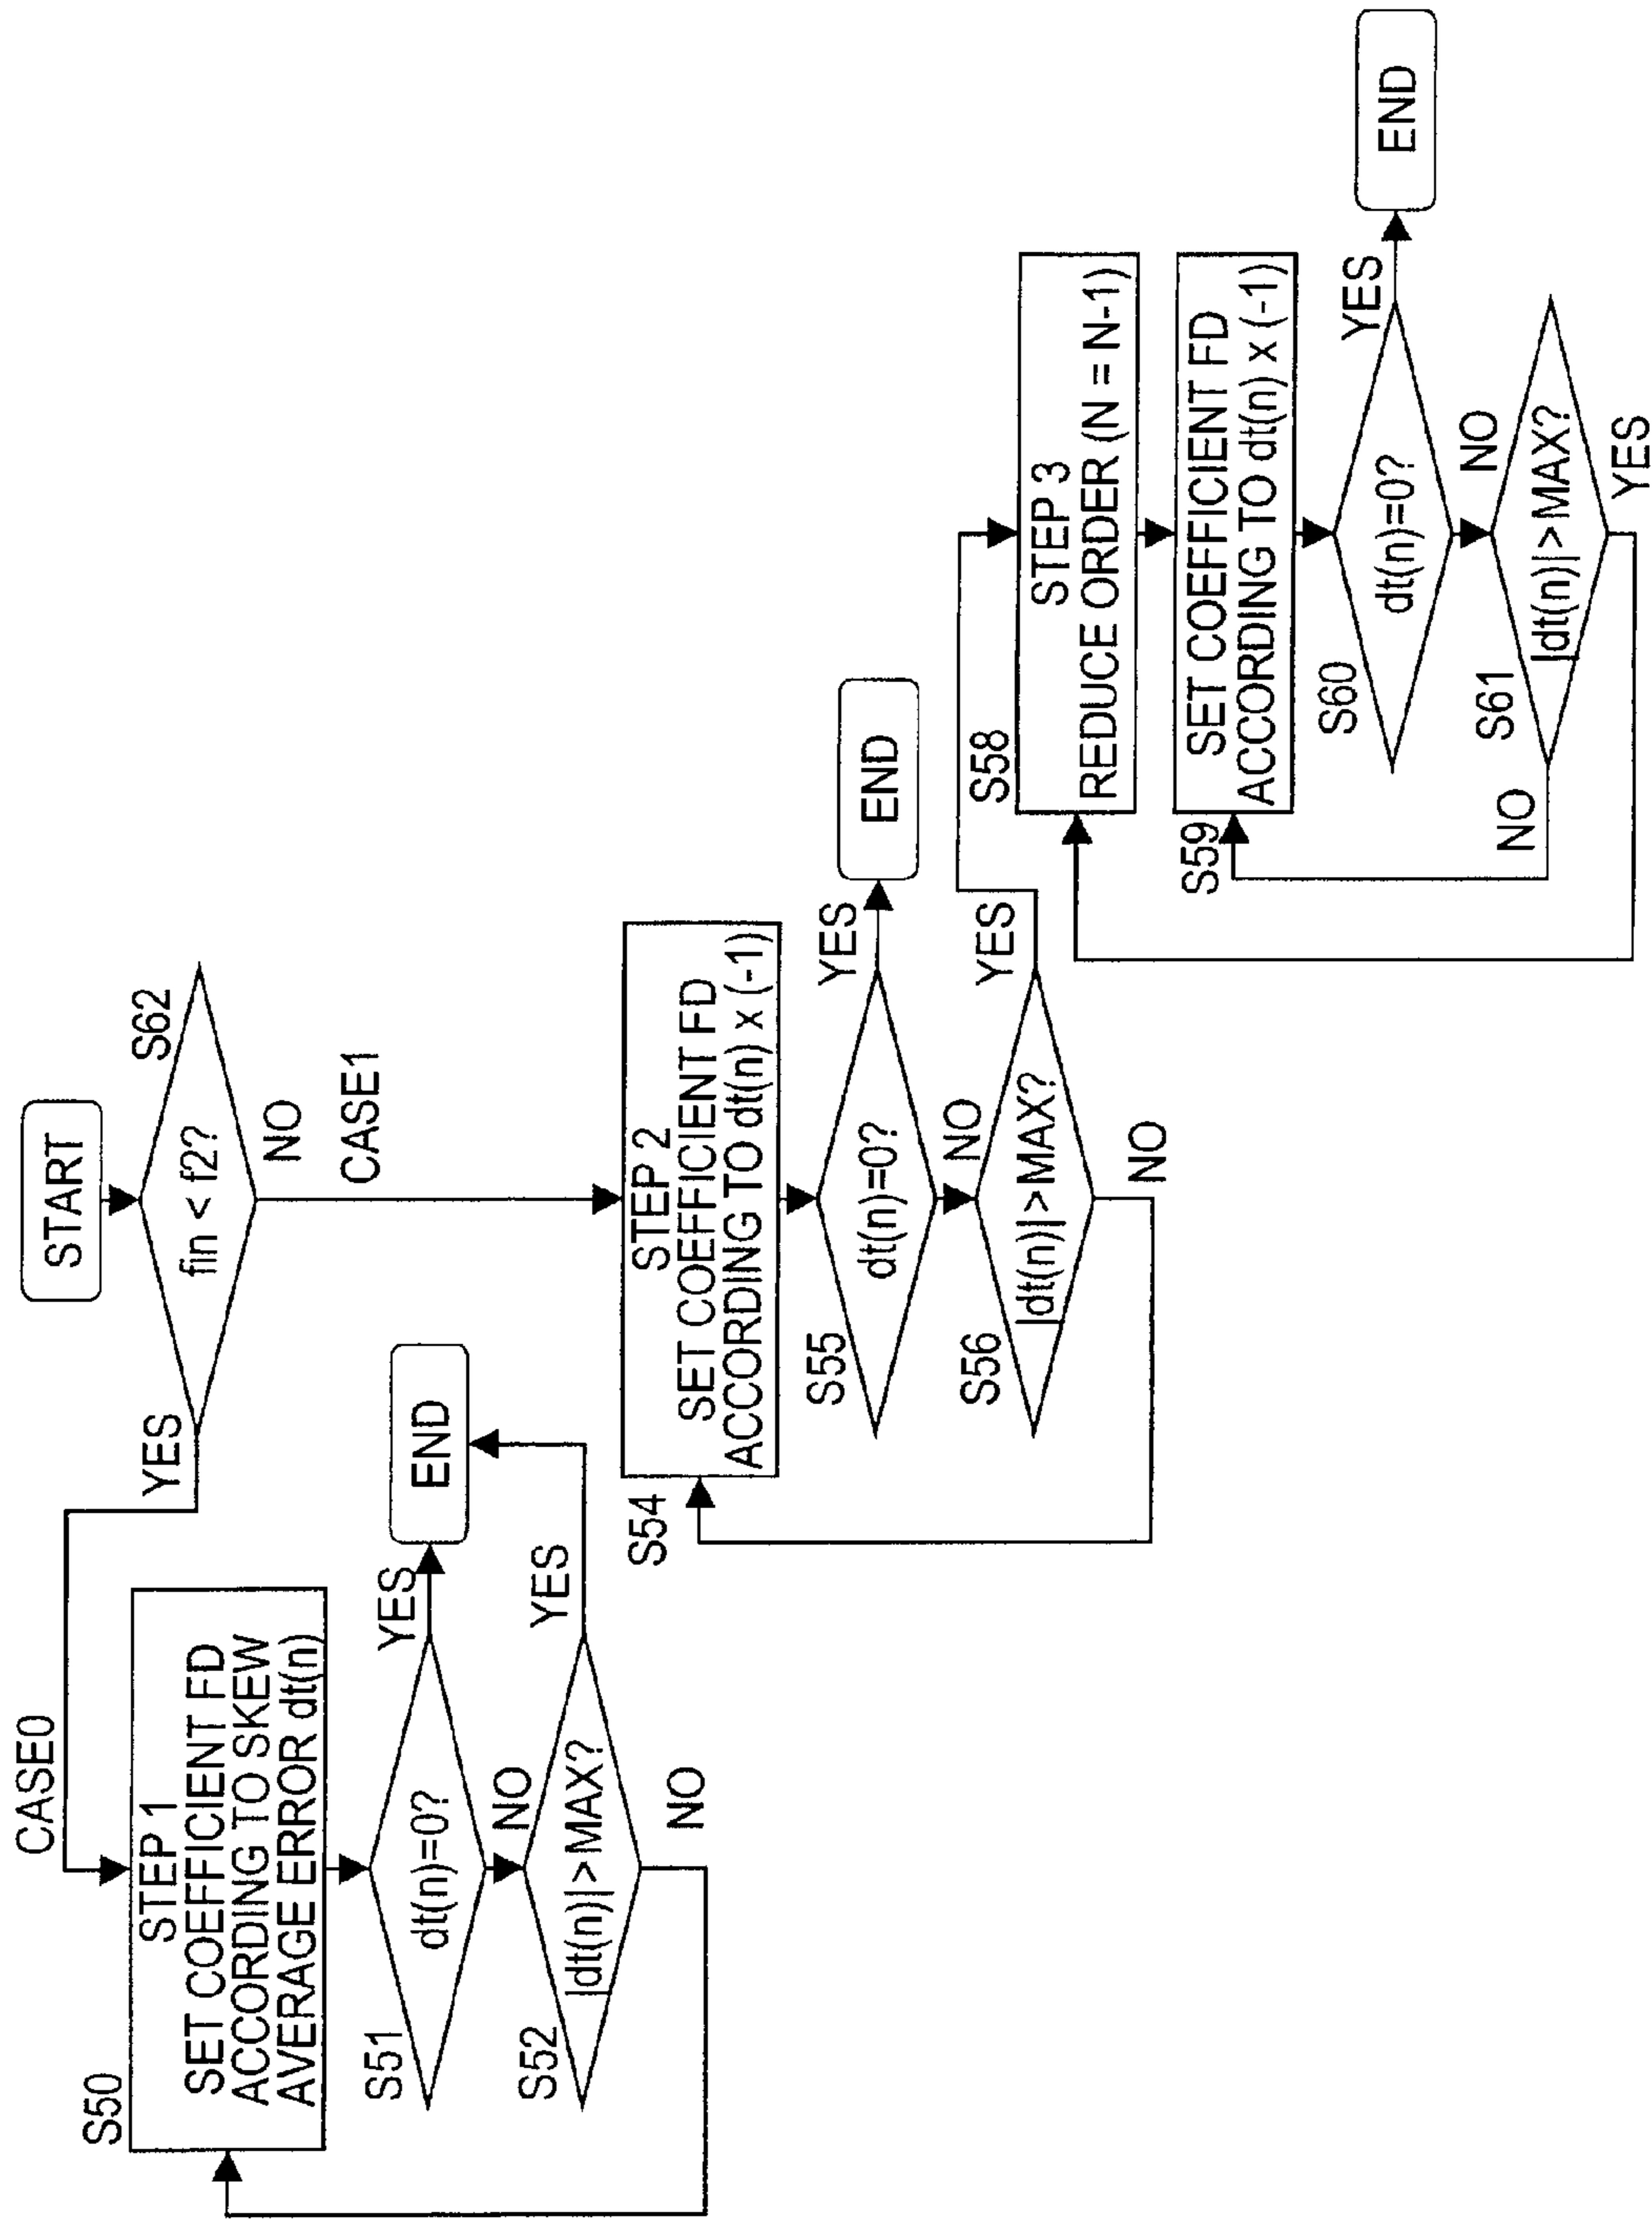 START
fin < f2?
S62
YES
NO
CASE0
CASE1
S50
STEP 1
SET COEFFICIENT FD
ACCORDING TO SKEW
AVERAGE ERROR dt(n)
S51
dt(n)=0?
YES
END
NO
S52
|dt(n)|>MAX?
YES
NO
S54
STEP 2
SET COEFFICIENT FD
ACCORDING TO dt(n) x (-1)
S55
dt(n)=0?
YES
END
NO
S56
|dt(n)|>MAX?
YES
NO
S58
STEP 3
REDUCE ORDER (N = N-1)
S59
SET COEFFICIENT FD
ACCORDING TO dt(n) x (-1)
S60
dt(n)=0?
YES
END
NO
S61
|dt(n)|>MAX?
NO
YES